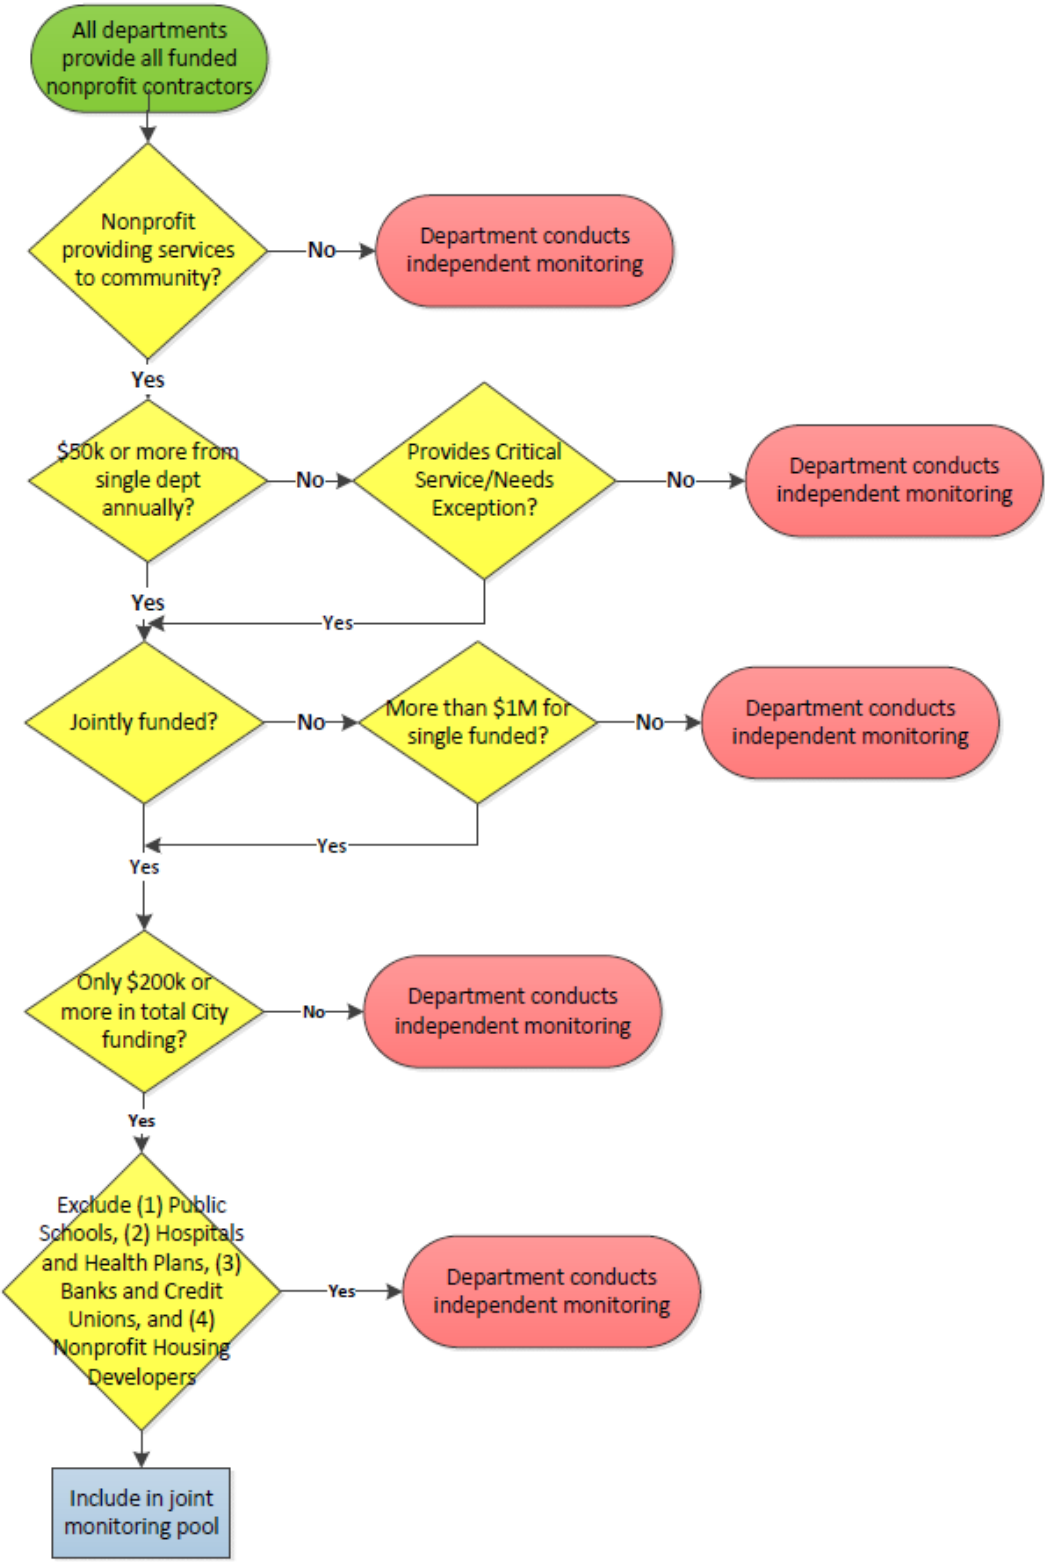 All departments
provide all funded
nonprofit contractors
Nonprofit
providing services
to community?
No
Department conducts
independent monitoring
Yes
$50k or more from
single dept
annually?
No
Provides Critical
Service/Needs
Exception?
No
Department conducts
independent monitoring
Yes
Yes
Jointly funded?
No
More than $1M for
single funded?
No
Department conducts
independent monitoring
Yes
Yes
Only $200k or
more in total City
funding?
No
Department conducts
independent monitoring
Yes
Exclude (1) Public
Schools, (2) Hospitals
and Health Plans, (3)
Banks and Credit
Unions, and (4)
Nonprofit Housing
Developers
Yes
Department conducts
independent monitoring
Include in joint
monitoring pool